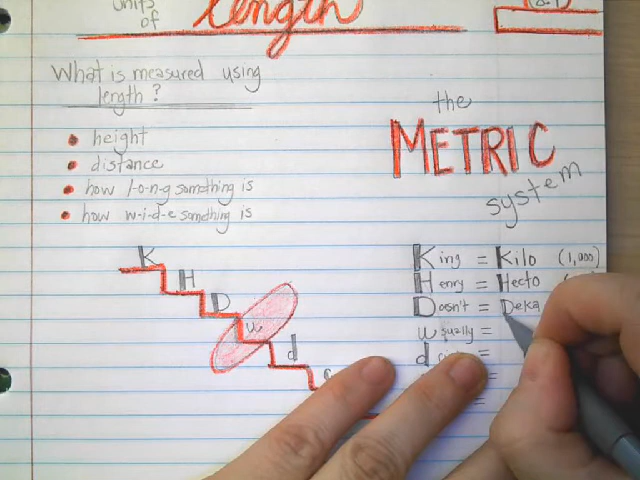 units of
length
What is measured using
length?
• height
• distance
• how l-o-n-g something is
• how w-i-d-e something is
the
METRIC
system
K
H
D
u
d
King = Kilo (1,000)
Henry = Hecto
Doesn't = Deka
usually =
d =
=
=